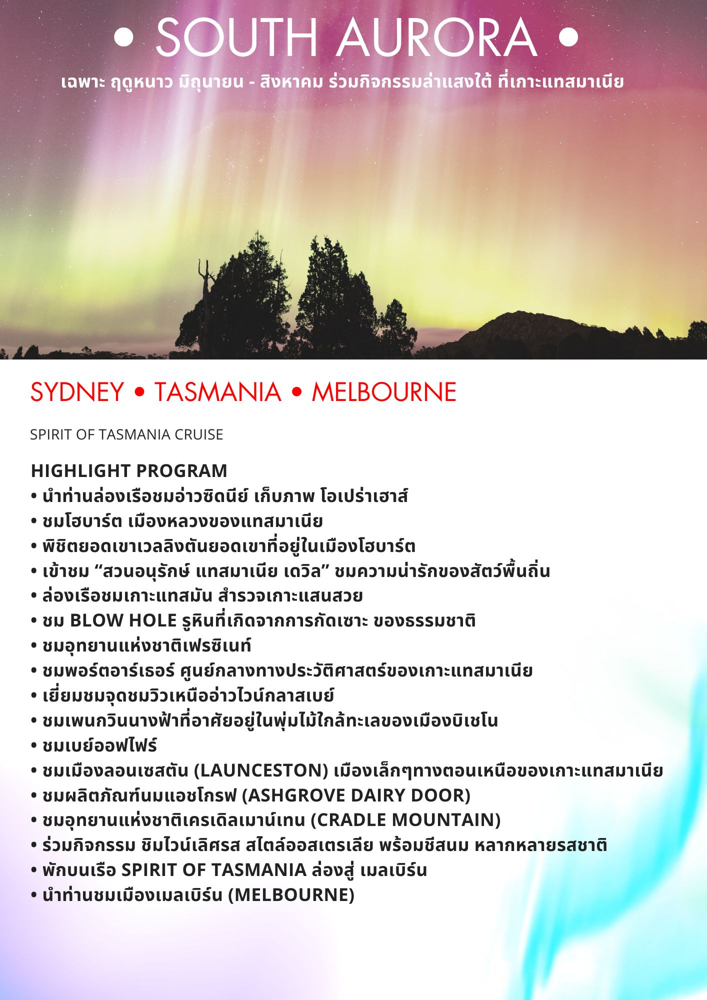 • SOUTH AURORA •
เฉพาะ ฤดูหนาว มิถุนายน - สิงหาคม ร่วมกิจกรรมล่าแสงใต้ ที่เกาะแทสมาเนีย
SYDNEY • TASMANIA • MELBOURNE
SPIRIT OF TASMANIA CRUISE
HIGHLIGHT PROGRAM
• นำท่านล่องเรือชมอ่าวซิดนีย์ เก็บภาพ โอเปร่าเฮาส์
• ชมโฮบาร์ต เมืองหลวงของแทสมาเนีย
• พิชิตยอดเขาเวลลิงตันยอดเขาที่อยู่ในเมืองโฮบาร์ต
• เข้าชม “สวนอนุรักษ์ แทสมาเนีย เดวิล” ชมความน่ารักของสัตว์พื้นถิ่น
• ล่องเรือชมเกาะแทสมัน สำรวจเกาะแสนสวย
• ชม BLOW HOLE รูหินที่เกิดจากการกัดเซาะ ของธรรมชาติ
• ชมอุทยานแห่งชาติเฟรซิเนท์
• ชมพอร์ตอาร์เธอร์ ศูนย์กลางทางประวัติศาสตร์ของเกาะแทสมาเนีย
• เยี่ยมชมจุดชมวิวเหนืออ่าวไวน์กลาสเบย์
• ชมเพนกวินนางฟ้าที่อาศัยอยู่ในพุ่มไม้ใกล้ทะเลของเมืองบิเชโน
• ชมเบย์ออฟไฟร์
• ชมเมืองลอนเซสตัน (LAUNCESTON) เมืองเล็กๆทางตอนเหนือของเกาะแทสมาเนีย
• ชมผลิตภัณฑ์นมแอชโกรฟ (ASHGROVE DAIRY DOOR)
• ชมอุทยานแห่งชาติเครเดิลเมาน์เทน (CRADLE MOUNTAIN)
• ร่วมกิจกรรม ชิมไวน์เลิศรส สไตล์ออสเตรเลีย พร้อมชีสนม หลากหลายรสชาติ
• พักบนเรือ SPIRIT OF TASMANIA ล่องสู่ เมลเบิร์น
• นำท่านชมเมืองเมลเบิร์น (MELBOURNE)